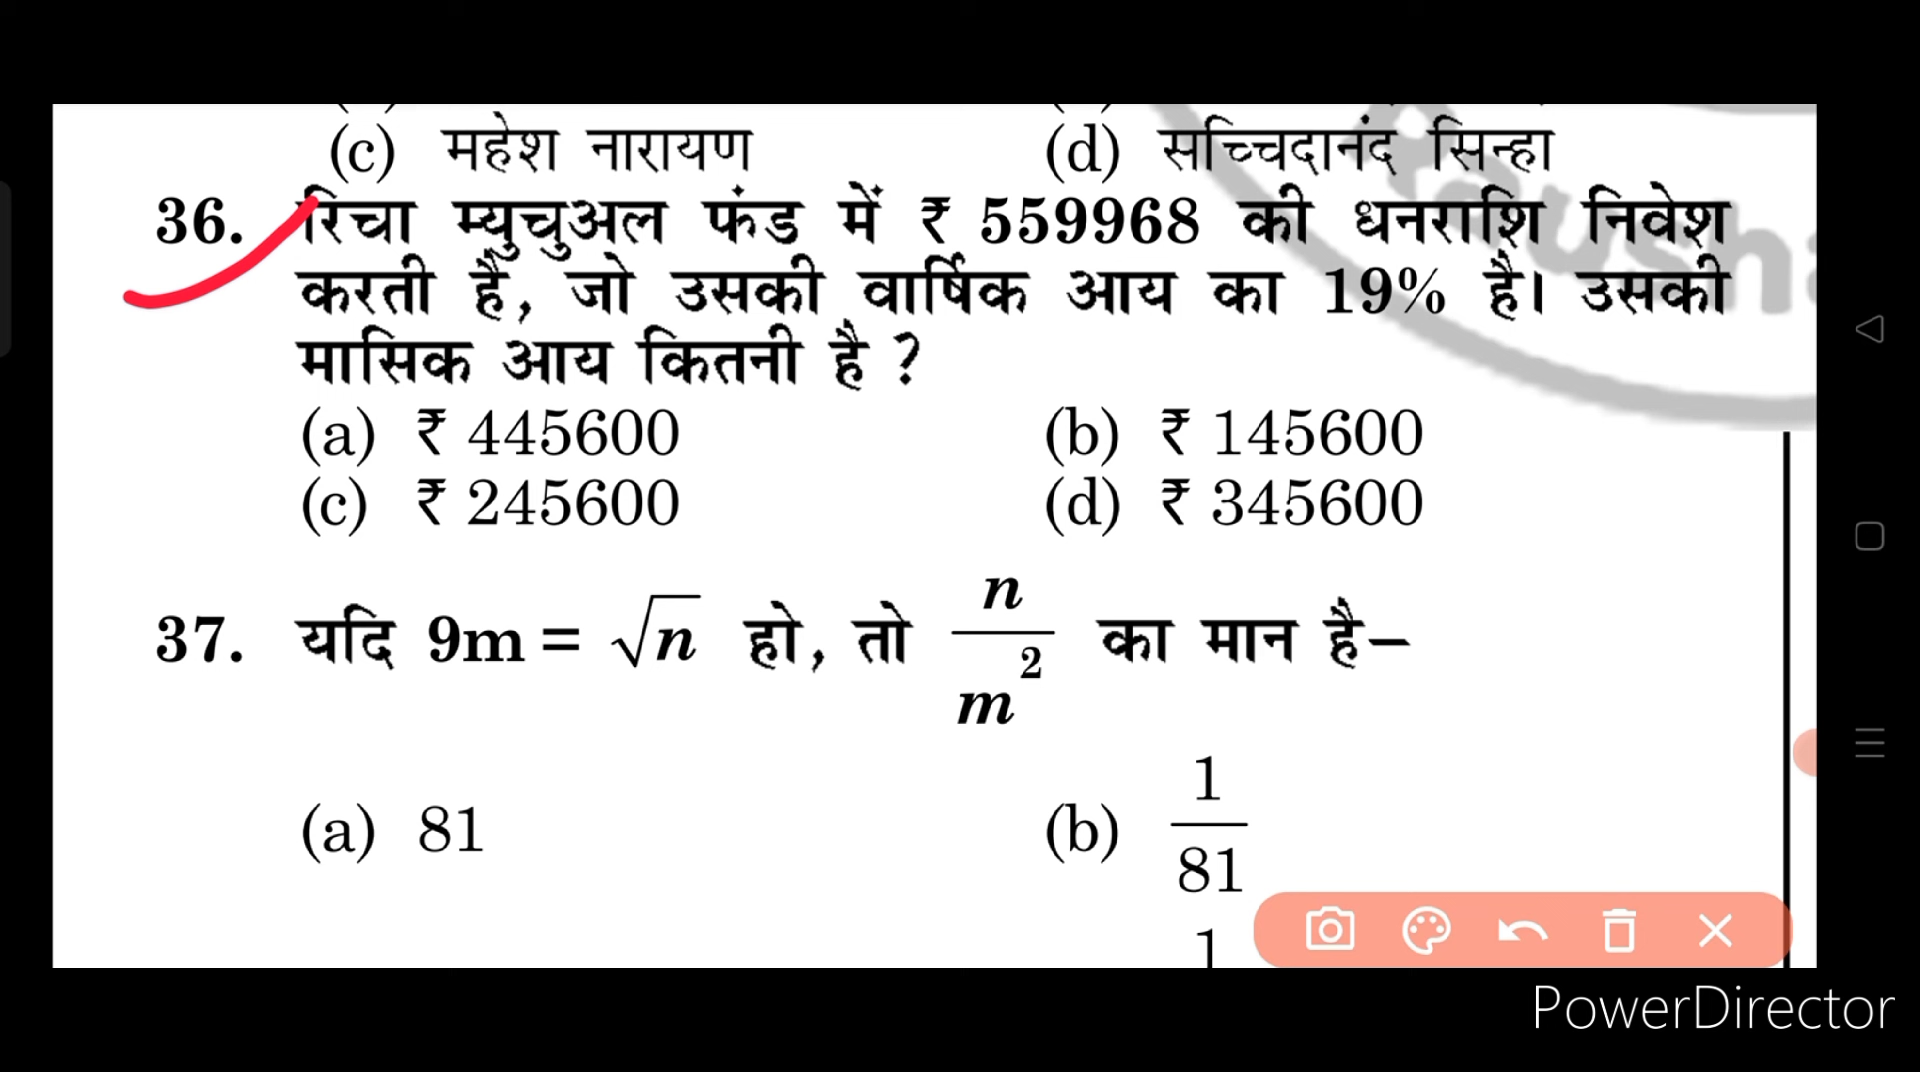 (c) महेश नारायण (d) सच्चिदानंद सिन्हा
36. रिचा म्युचुअल फंड में ₹ 559968 की धनराशि निवेश
करती है, जो उसकी वार्षिक आय का 19% है। उसकी
मासिक आय कितनी है ?
(a) ₹ 445600 (b) ₹ 145600
(c) ₹ 245600 (d) ₹ 345600
37. यदि 9m = √n हो, तो n/m² का मान है–
(a) 81 (b) 1/81
1
PowerDirector